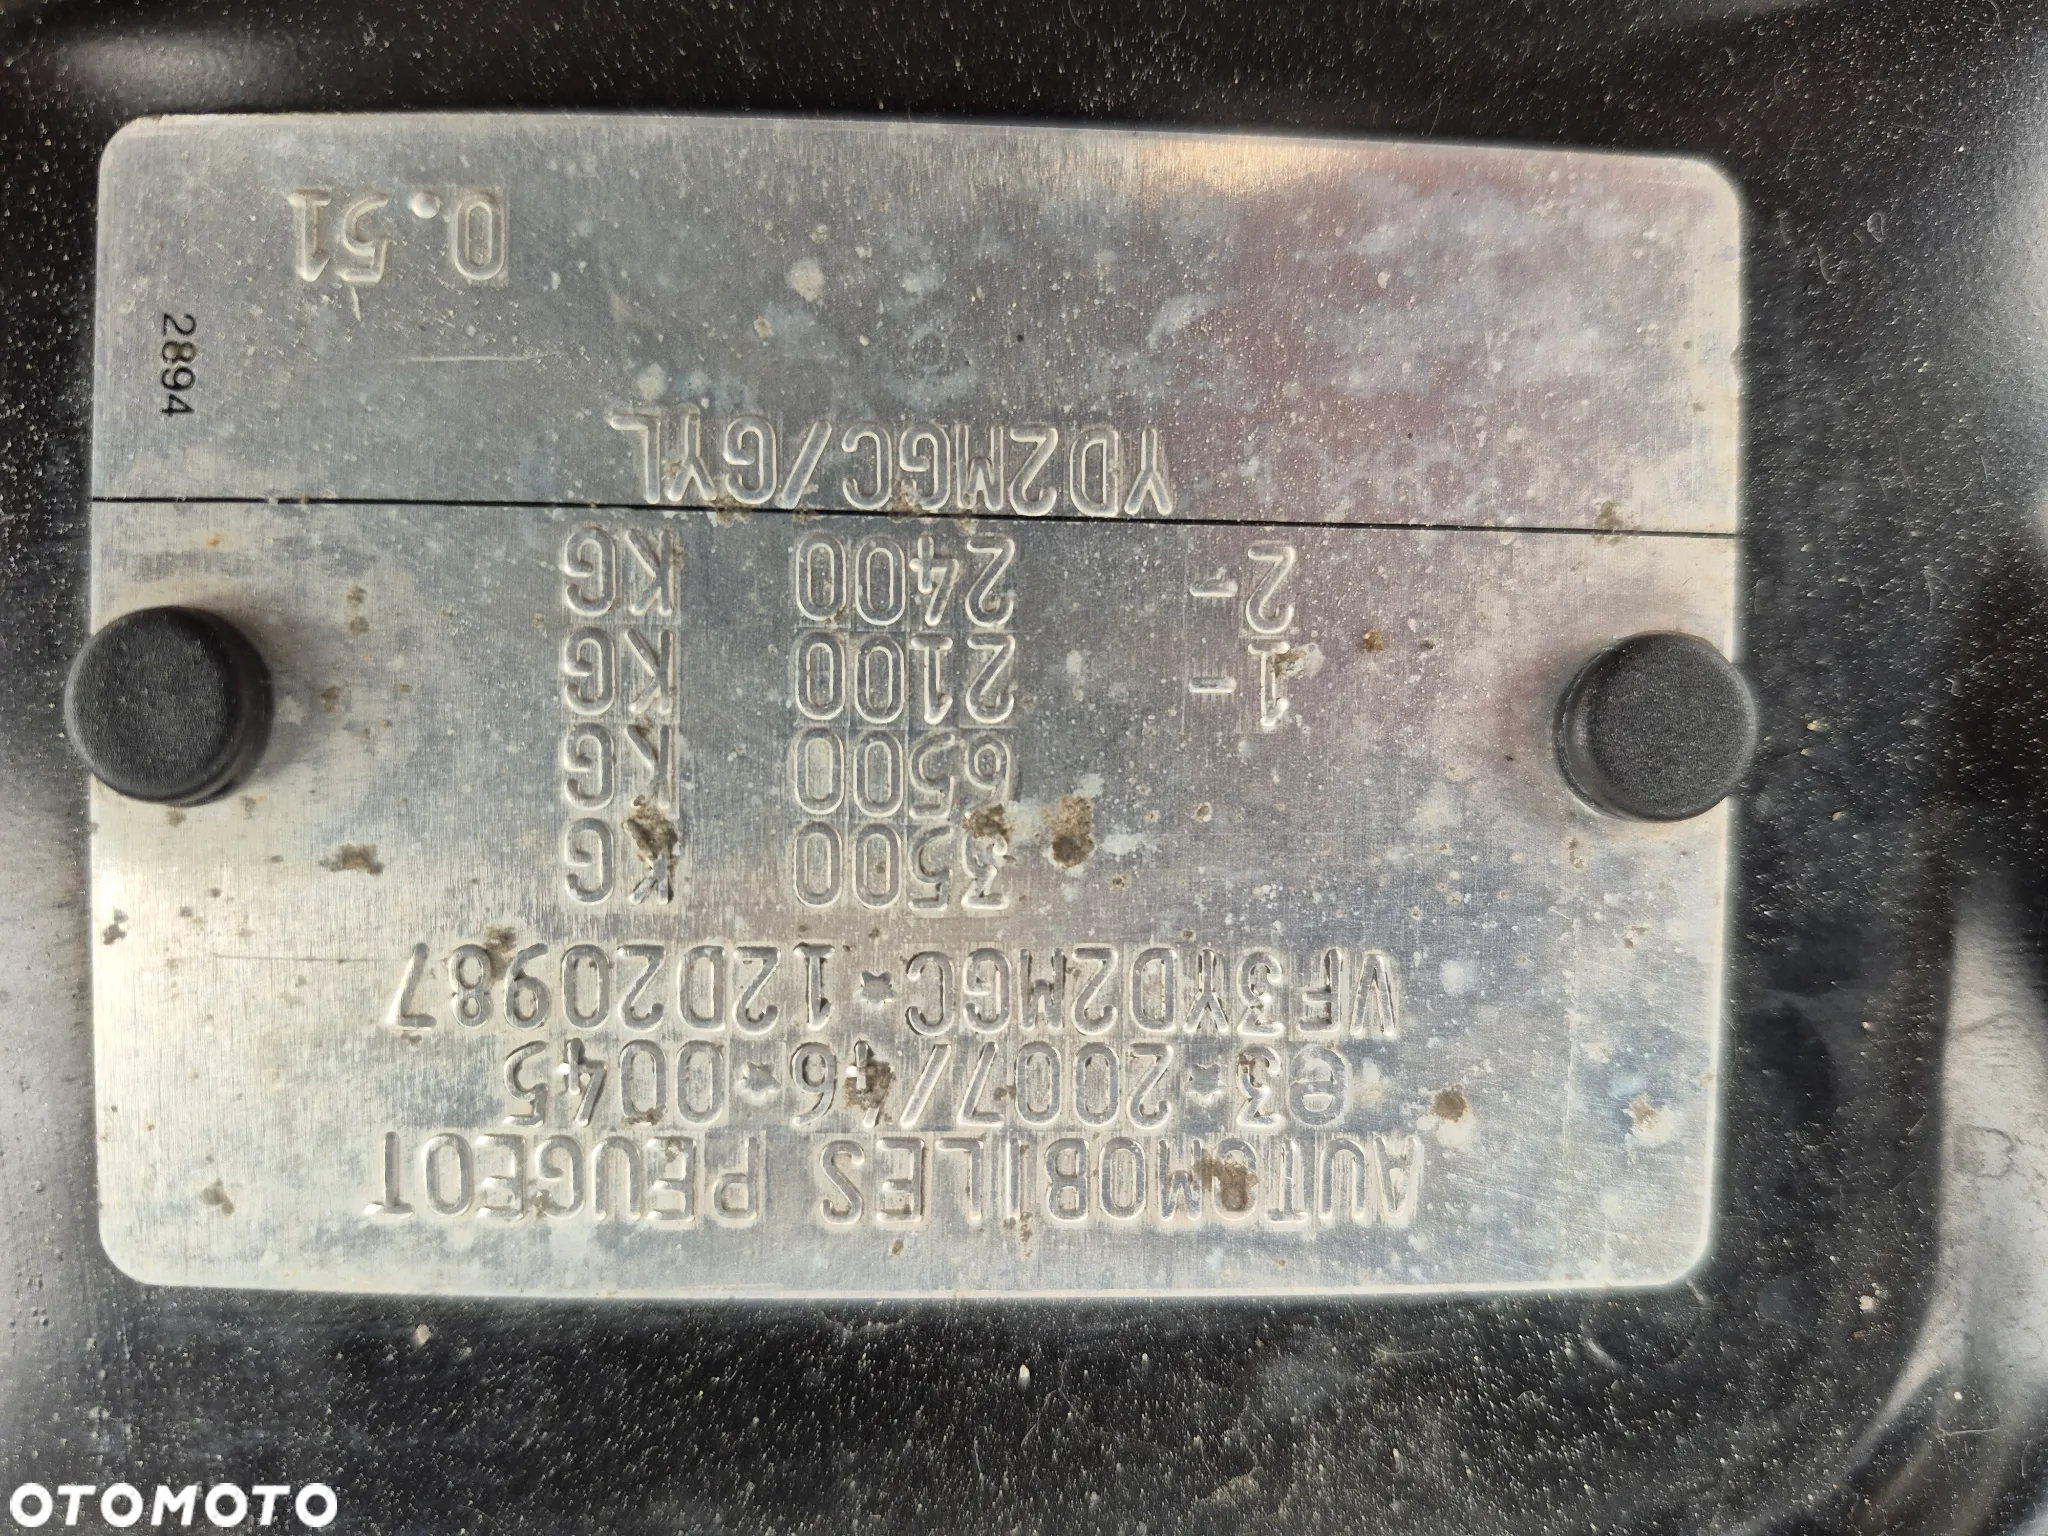 AUTOMOBILES PEUGEOT
e3*2007/46*0045
VF3YD2MGC*12D20987
3500 KG
6500 KG
1- 2100 KG
2- 2400 KG
YD2MGC/GYL
0.51
2894
OTOMOTO